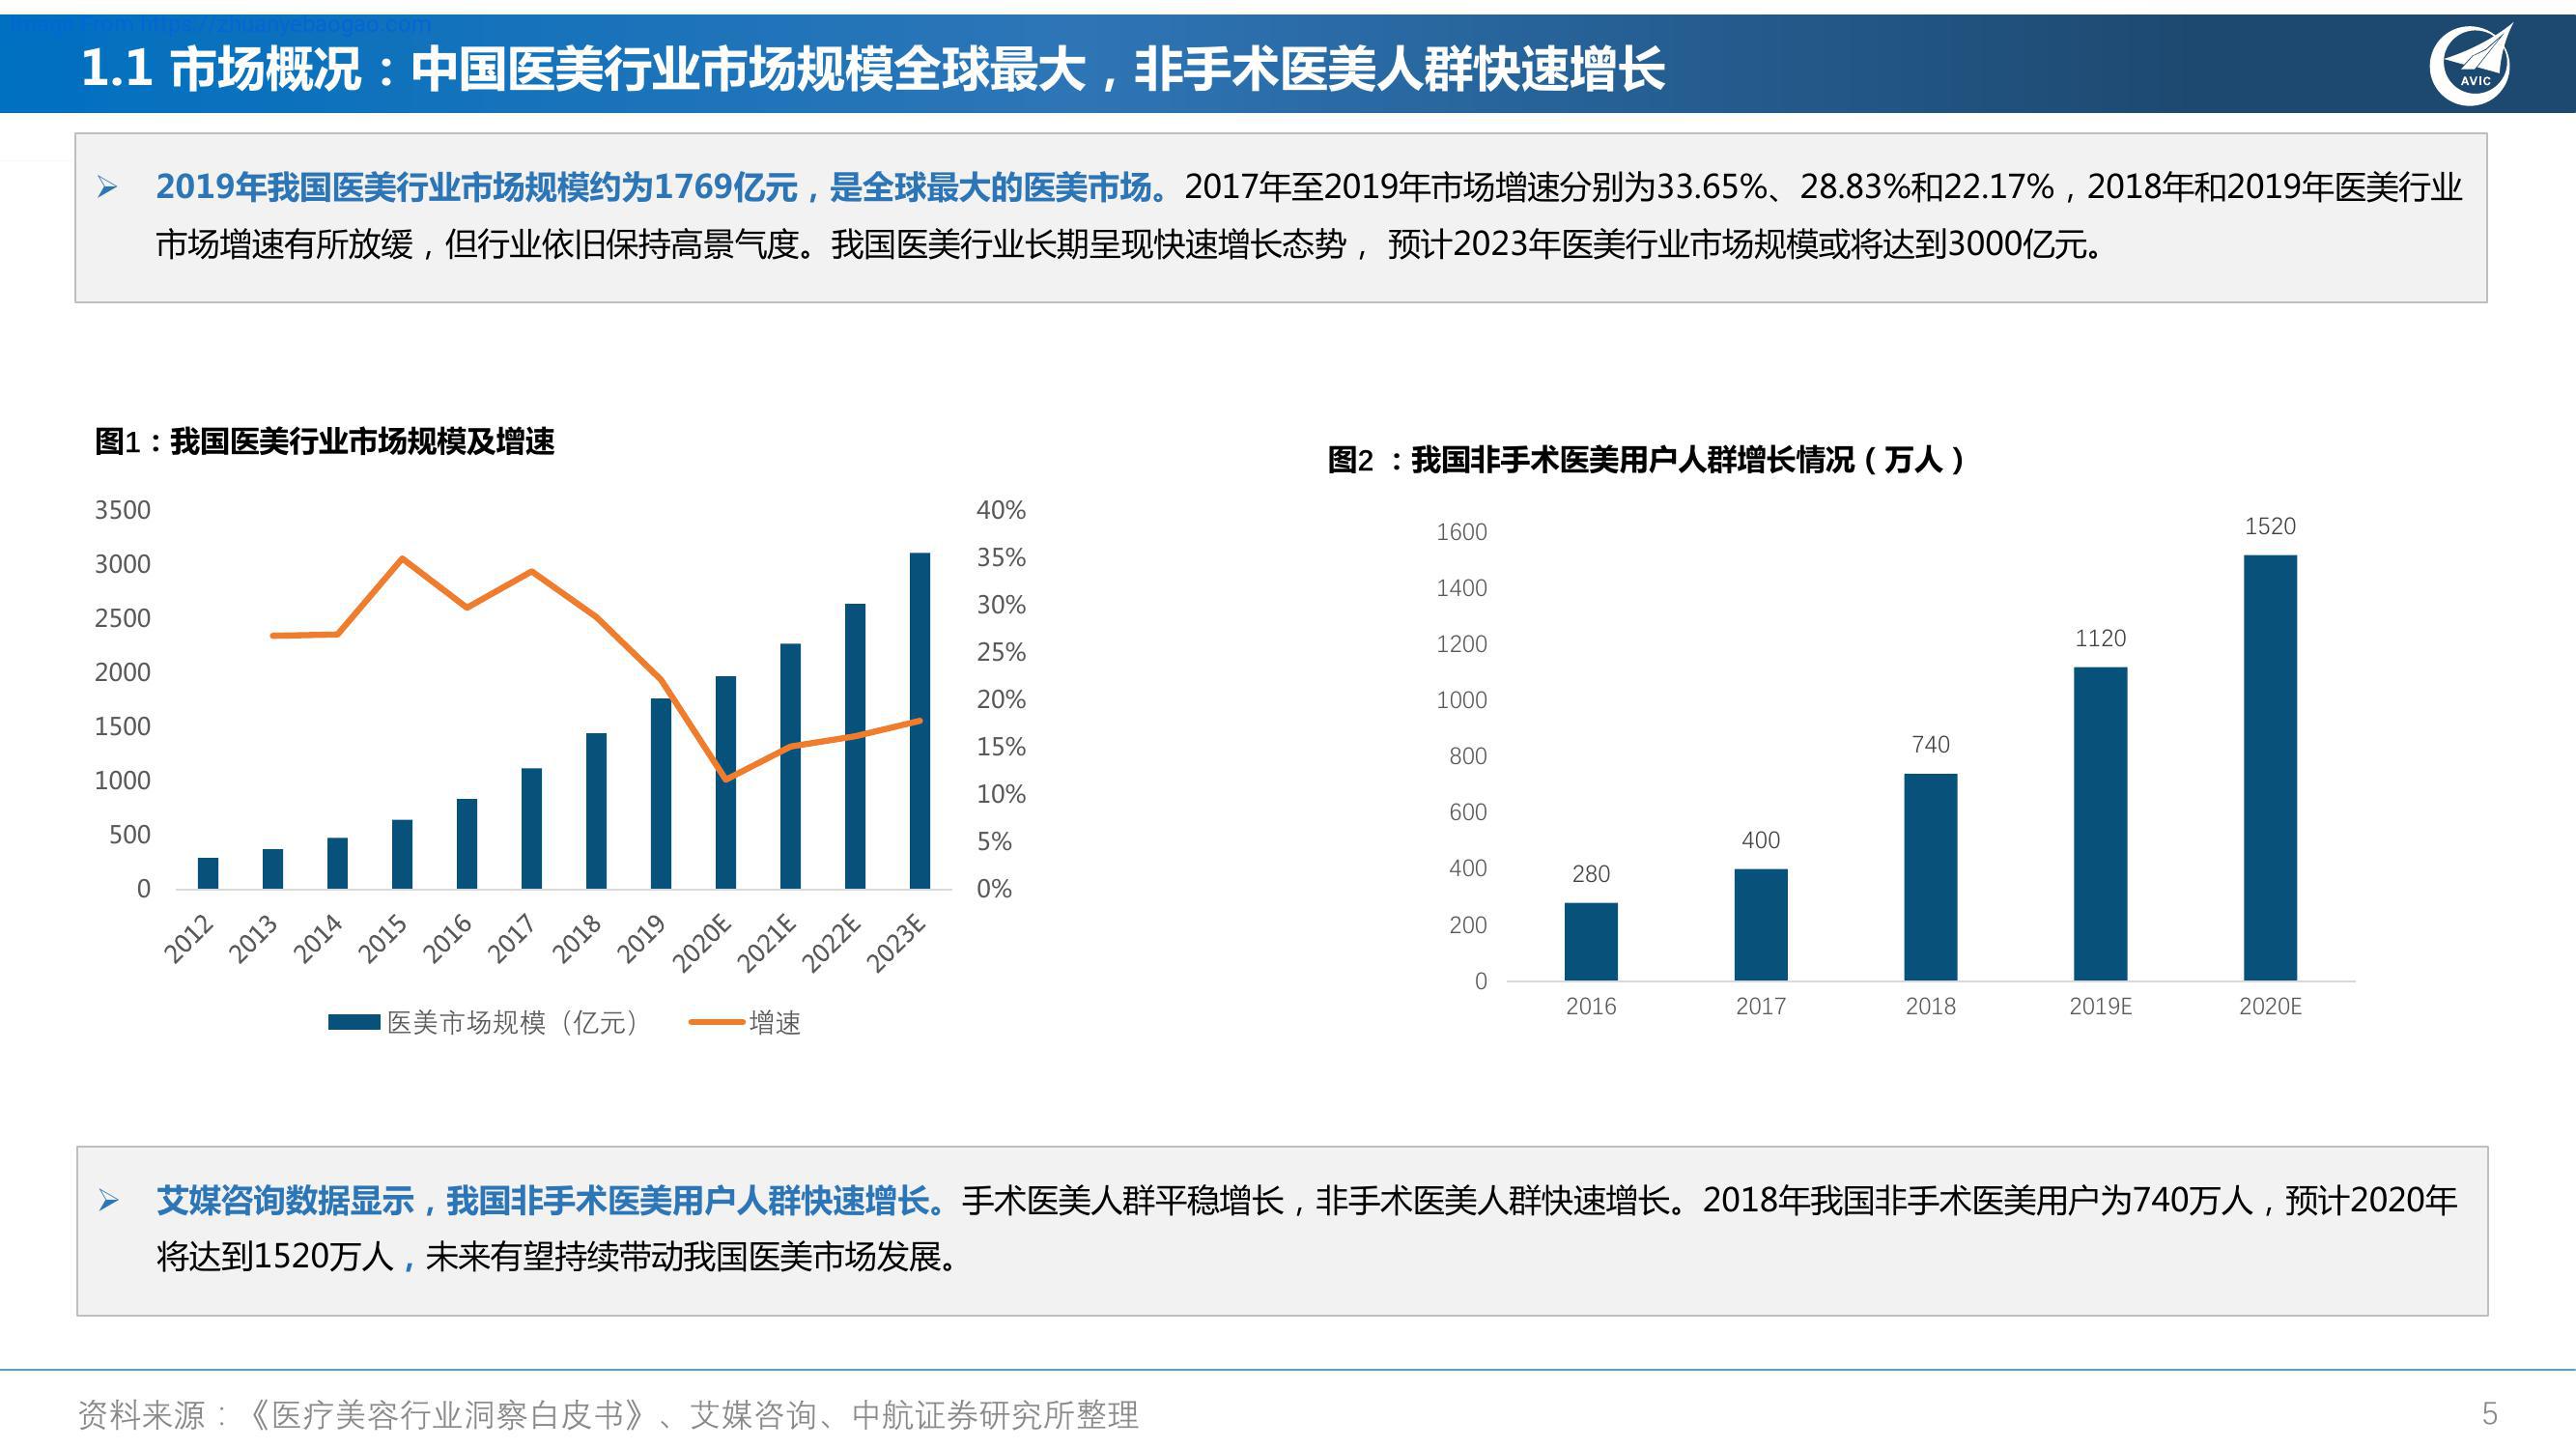 Image From https://zhuanyebaogao.com
1.1 市场概况：中国医美行业市场规模全球最大，非手术医美人群快速增长
AVIC
➢ 2019年我国医美行业市场规模约为1769亿元，是全球最大的医美市场。2017年至2019年市场增速分别为33.65%、28.83%和22.17%，2018年和2019年医美行业
市场增速有所放缓，但行业依旧保持高景气度。我国医美行业长期呈现快速增长态势， 预计2023年医美行业市场规模或将达到3000亿元。
图1：我国医美行业市场规模及增速
3500
3000
2500
2000
1500
1000
500
0
40%
35%
30%
25%
20%
15%
10%
5%
0%
2012 2013 2014 2015 2016 2017 2018 2019 2020E 2021E 2022E 2023E
医美市场规模（亿元） 增速
图2 ：我国非手术医美用户人群增长情况（万人）
1600
1400
1200
1000
800
600
400
200
0
280
400
740
1120
1520
2016 2017 2018 2019E 2020E
➢ 艾媒咨询数据显示，我国非手术医美用户人群快速增长。手术医美人群平稳增长，非手术医美人群快速增长。2018年我国非手术医美用户为740万人，预计2020年
将达到1520万人，未来有望持续带动我国医美市场发展。
资料来源：《医疗美容行业洞察白皮书》、艾媒咨询、中航证券研究所整理
5